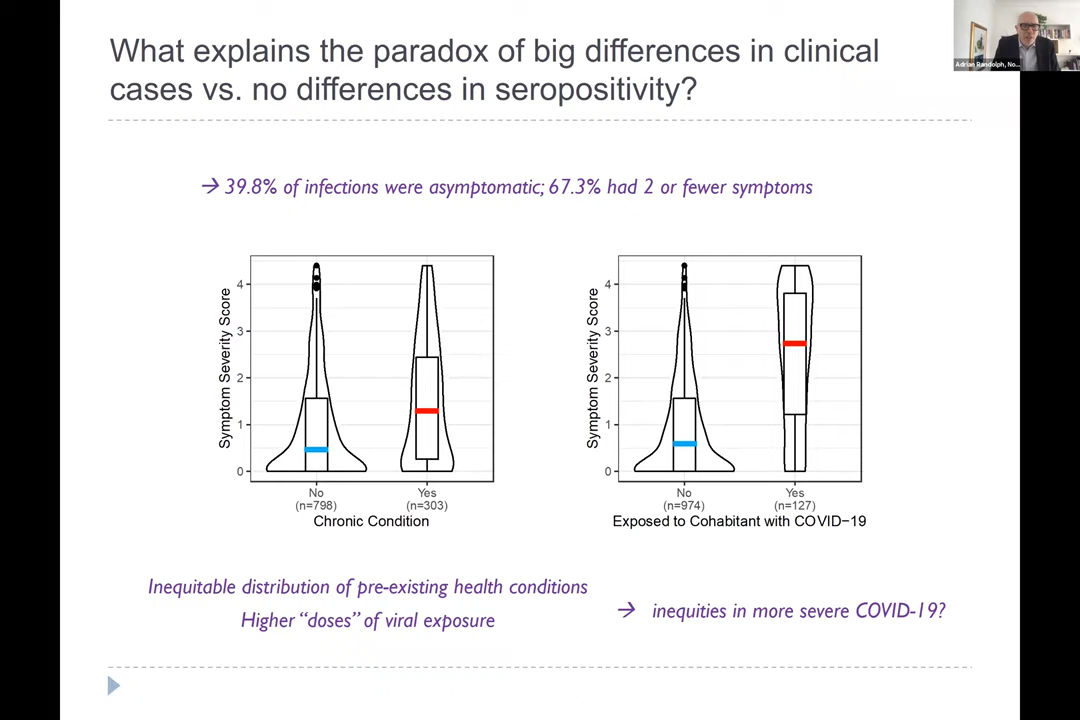 What explains the paradox of big differences in clinical
cases vs. no differences in seropositivity?
Adrian Randolph, No...
→ 39.8% of infections were asymptomatic; 67.3% had 2 or fewer symptoms
Symptom Severity Score
4
3
2
1
0
No
(n=798)
Yes
(n=303)
Chronic Condition
Symptom Severity Score
4
3
2
1
0
No
(n=974)
Yes
(n=127)
Exposed to Cohabitant with COVID−19
Inequitable distribution of pre-existing health conditions
Higher “doses” of viral exposure
→ inequities in more severe COVID-19?